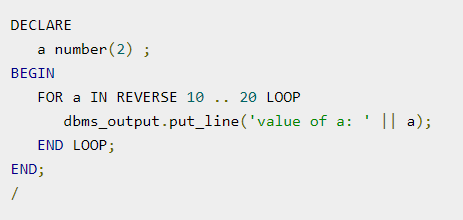 DECLARE
   a number(2) ;
BEGIN
   FOR a IN REVERSE 10 .. 20 LOOP
      dbms_output.put_line('value of a: ' || a);
   END LOOP;
END;
/